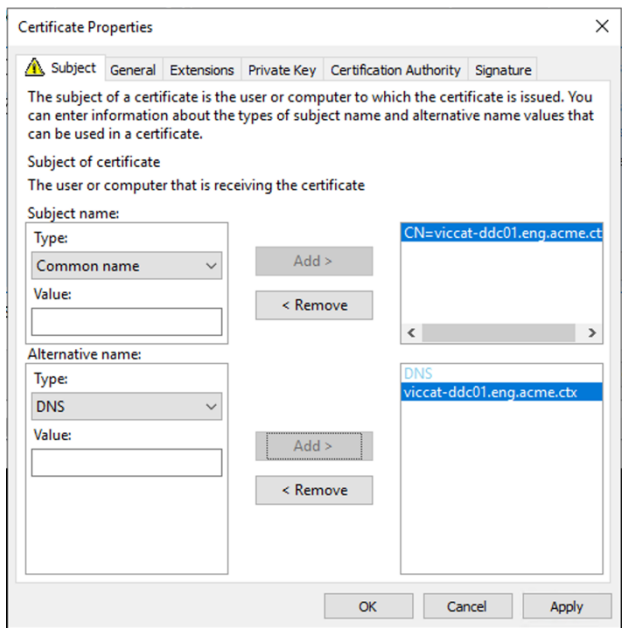 Certificate Properties
Subject General Extensions Private Key Certification Authority Signature
The subject of a certificate is the user or computer to which the certificate is issued. You
can enter information about the types of subject name and alternative name values that
can be used in a certificate.
Subject of certificate
The user or computer that is receiving the certificate
Subject name:
Type:
Common name
Value:
Add >
< Remove
CN=viccat-ddc01.eng.acme.ct
Alternative name:
Type:
DNS
Value:
Add >
< Remove
DNS
viccat-ddc01.eng.acme.ctx
OK Cancel Apply